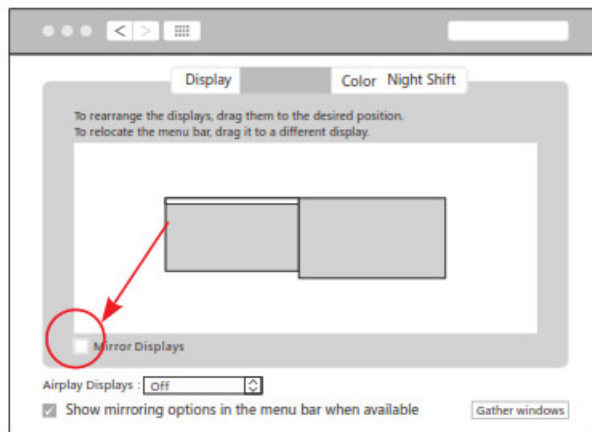 Display Color Night Shift
To rearrange the displays, drag them to the desired position.
To relocate the menu bar, drag it to a different display.
Mirror Displays
Airplay Displays : Off
Show mirroring options in the menu bar when available Gather windows